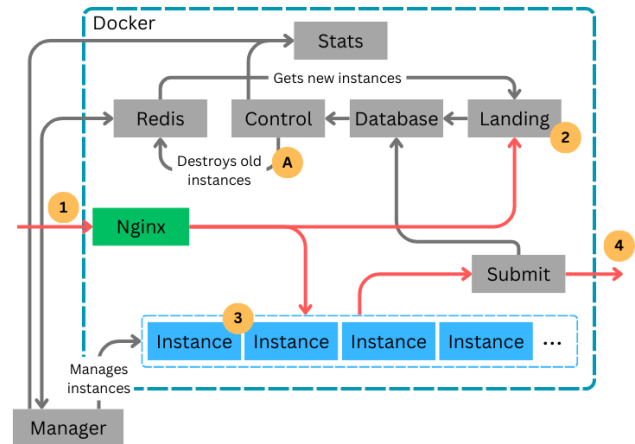 Docker
Stats
Gets new instances
Redis
Control
Database
Landing
2
Destroys old
instances
A
1
Nginx
4
Submit
3
Instance
Instance
Instance
Instance
...
Manages
instances
Manager